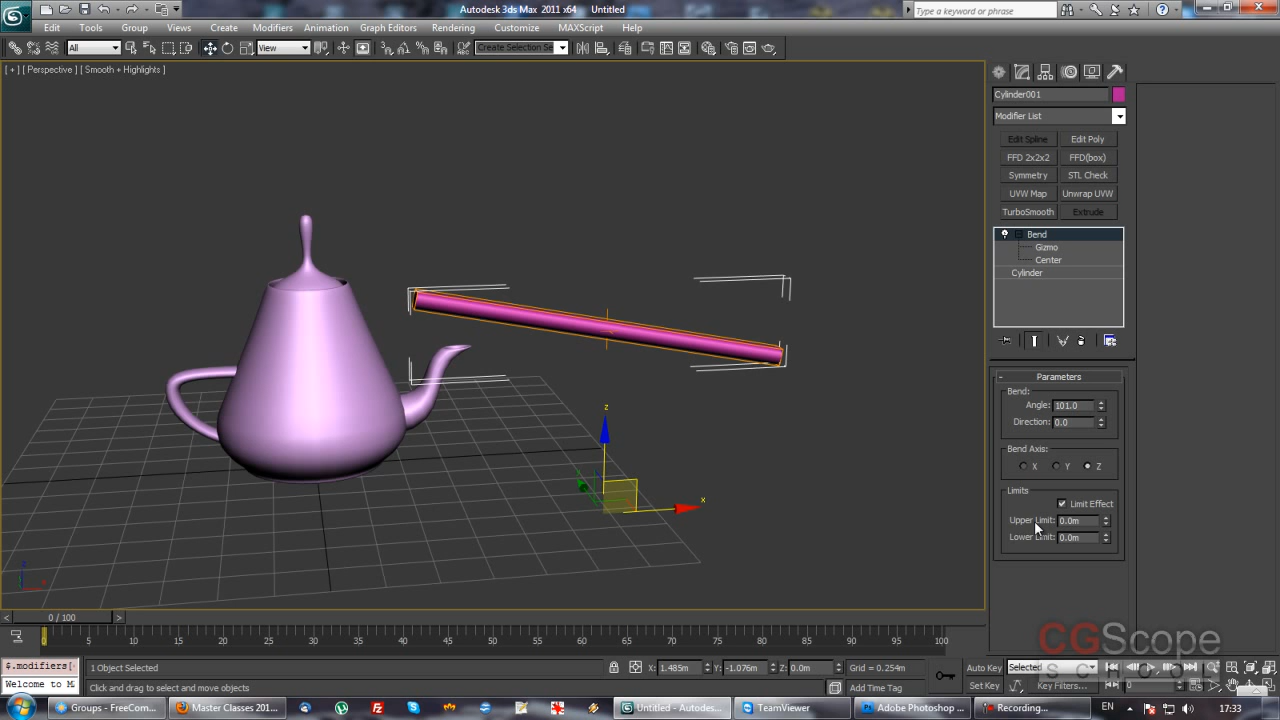 Autodesk 3ds Max 2011 x64 Untitled
Type a keyword or phrase
Edit Tools Group Views Create Modifiers Animation Graph Editors Rendering Customize MAXScript Help
All View Create Selection Se
[ + ] [ Perspective ] [ Smooth + Highlights ]
Cylinder001
Modifier List
Edit Spline Edit Poly
FFD 2x2x2 FFD(box)
Symmetry STL Check
UVW Map Unwrap UVW
TurboSmooth Extrude
Bend
Gizmo
Center
Cylinder
- Parameters
Bend:
Angle: 101.0
Direction: 0.0
Bend Axis:
X Y Z
Limits
Limit Effect
Upper Limit: 0.0m
Lower Limit: 0.0m
z
x
< 0 / 100 >
0 5 10 15 20 25 30 35 40 45 50 55 60 65 70 75 80 85 90 95 100
CGScope
SCHOOL
$.modifiers[ 1 Object Selected X: 1.485m Y: -1.076m Z: 0.0m Grid = 0.254m Auto Key Selected
Welcome to M Click and drag to select and move objects Add Time Tag Set Key Key Filters... 0
Groups - FreeCom... Master Classes 201... Untitled - Autodes... TeamViewer Adobe Photoshop ... Recording... EN 17:33